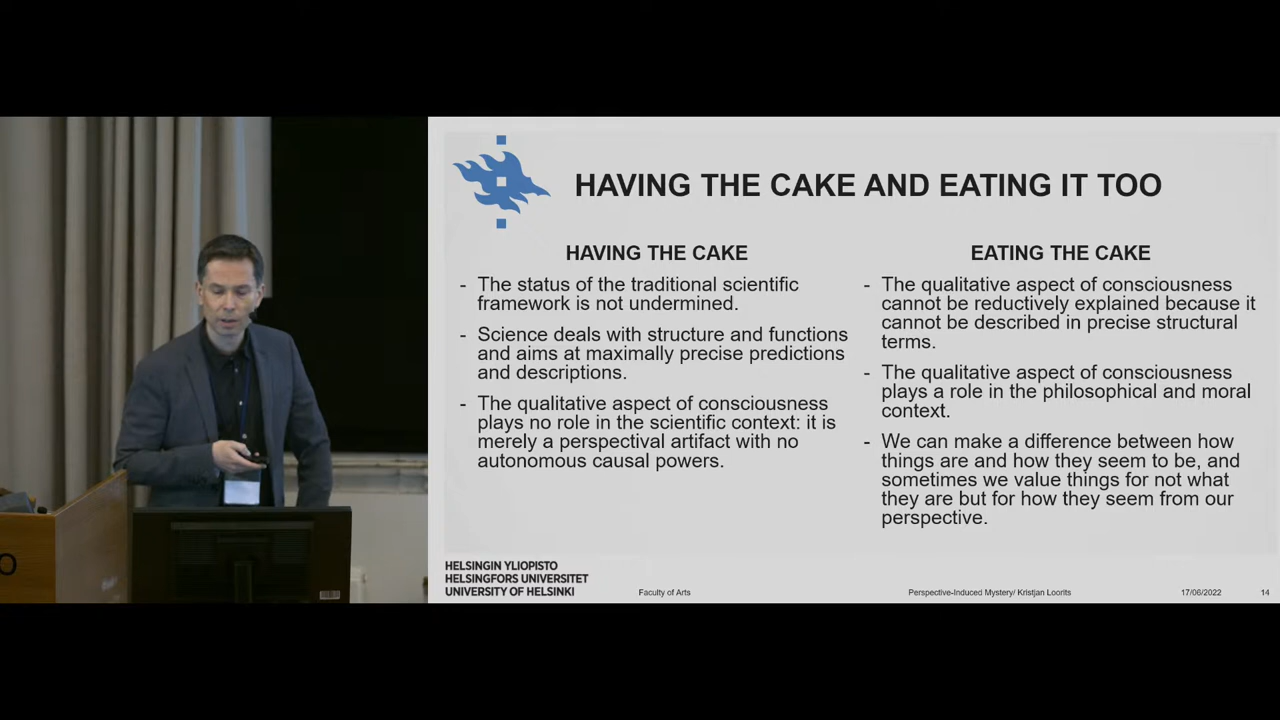 HAVING THE CAKE AND EATING IT TOO
HAVING THE CAKE
- The status of the traditional scientific
framework is not undermined.
- Science deals with structure and functions
and aims at maximally precise predictions
and descriptions.
- The qualitative aspect of consciousness
plays no role in the scientific context: it is
merely a perspectival artifact with no
autonomous causal powers.
EATING THE CAKE
- The qualitative aspect of consciousness
cannot be reductively explained because it
cannot be described in precise structural
terms.
- The qualitative aspect of consciousness
plays a role in the philosophical and moral
context.
- We can make a difference between how
things are and how they seem to be, and
sometimes we value things for not what
they are but for how they seem from our
perspective.
HELSINGIN YLIOPISTO
HELSINGFORS UNIVERSITET
UNIVERSITY OF HELSINKI
Faculty of Arts
Perspective-Induced Mystery/ Kristjan Loorits
17/06/2022
14
O